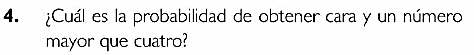 4. ¿Cuál es la probabilidad de obtener cara y un número
mayor que cuatro?